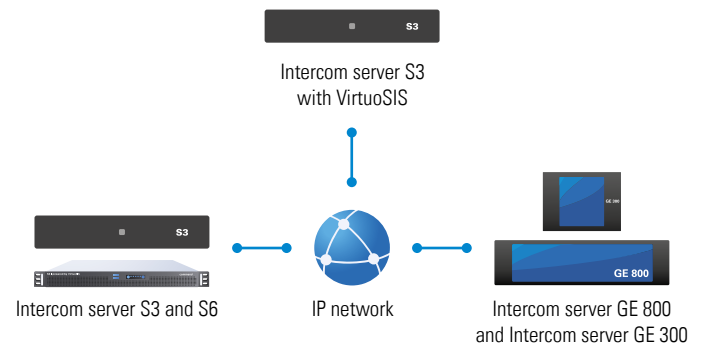 S3
Intercom server S3
with VirtuoSIS
GE 300
S3
GE 800
Intercom server S3 and S6
IP network
Intercom server GE 800
and Intercom server GE 300